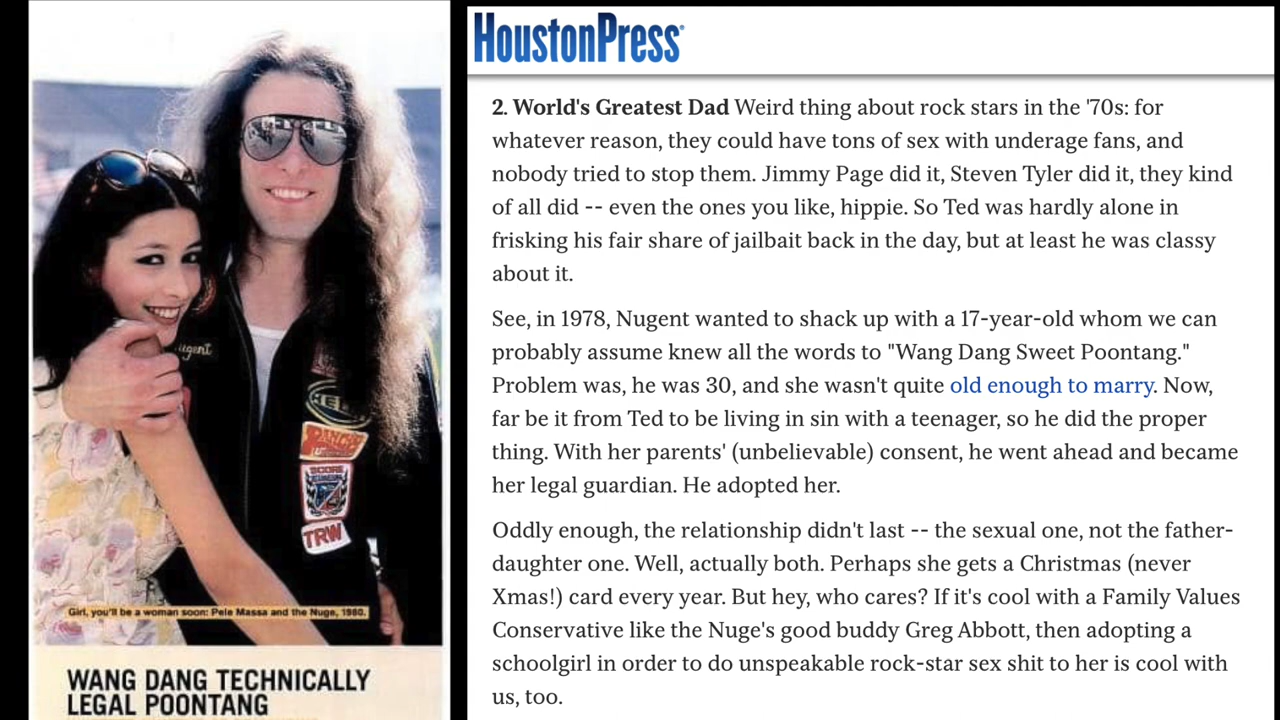 ugent
HEL
RANCHO
SCORE
TRW
Girl, you'll be a woman soon: Pele Massa and the Nuge, 1980.
WANG DANG TECHNICALLY
LEGAL POONTANG
HoustonPress
2. World's Greatest Dad Weird thing about rock stars in the '70s: for
whatever reason, they could have tons of sex with underage fans, and
nobody tried to stop them. Jimmy Page did it, Steven Tyler did it, they kind
of all did -- even the ones you like, hippie. So Ted was hardly alone in
frisking his fair share of jailbait back in the day, but at least he was classy
about it.
See, in 1978, Nugent wanted to shack up with a 17-year-old whom we can
probably assume knew all the words to "Wang Dang Sweet Poontang."
Problem was, he was 30, and she wasn't quite old enough to marry. Now,
far be it from Ted to be living in sin with a teenager, so he did the proper
thing. With her parents' (unbelievable) consent, he went ahead and became
her legal guardian. He adopted her.
Oddly enough, the relationship didn't last -- the sexual one, not the father-
daughter one. Well, actually both. Perhaps she gets a Christmas (never
Xmas!) card every year. But hey, who cares? If it's cool with a Family Values
Conservative like the Nuge's good buddy Greg Abbott, then adopting a
schoolgirl in order to do unspeakable rock-star sex shit to her is cool with
us, too.